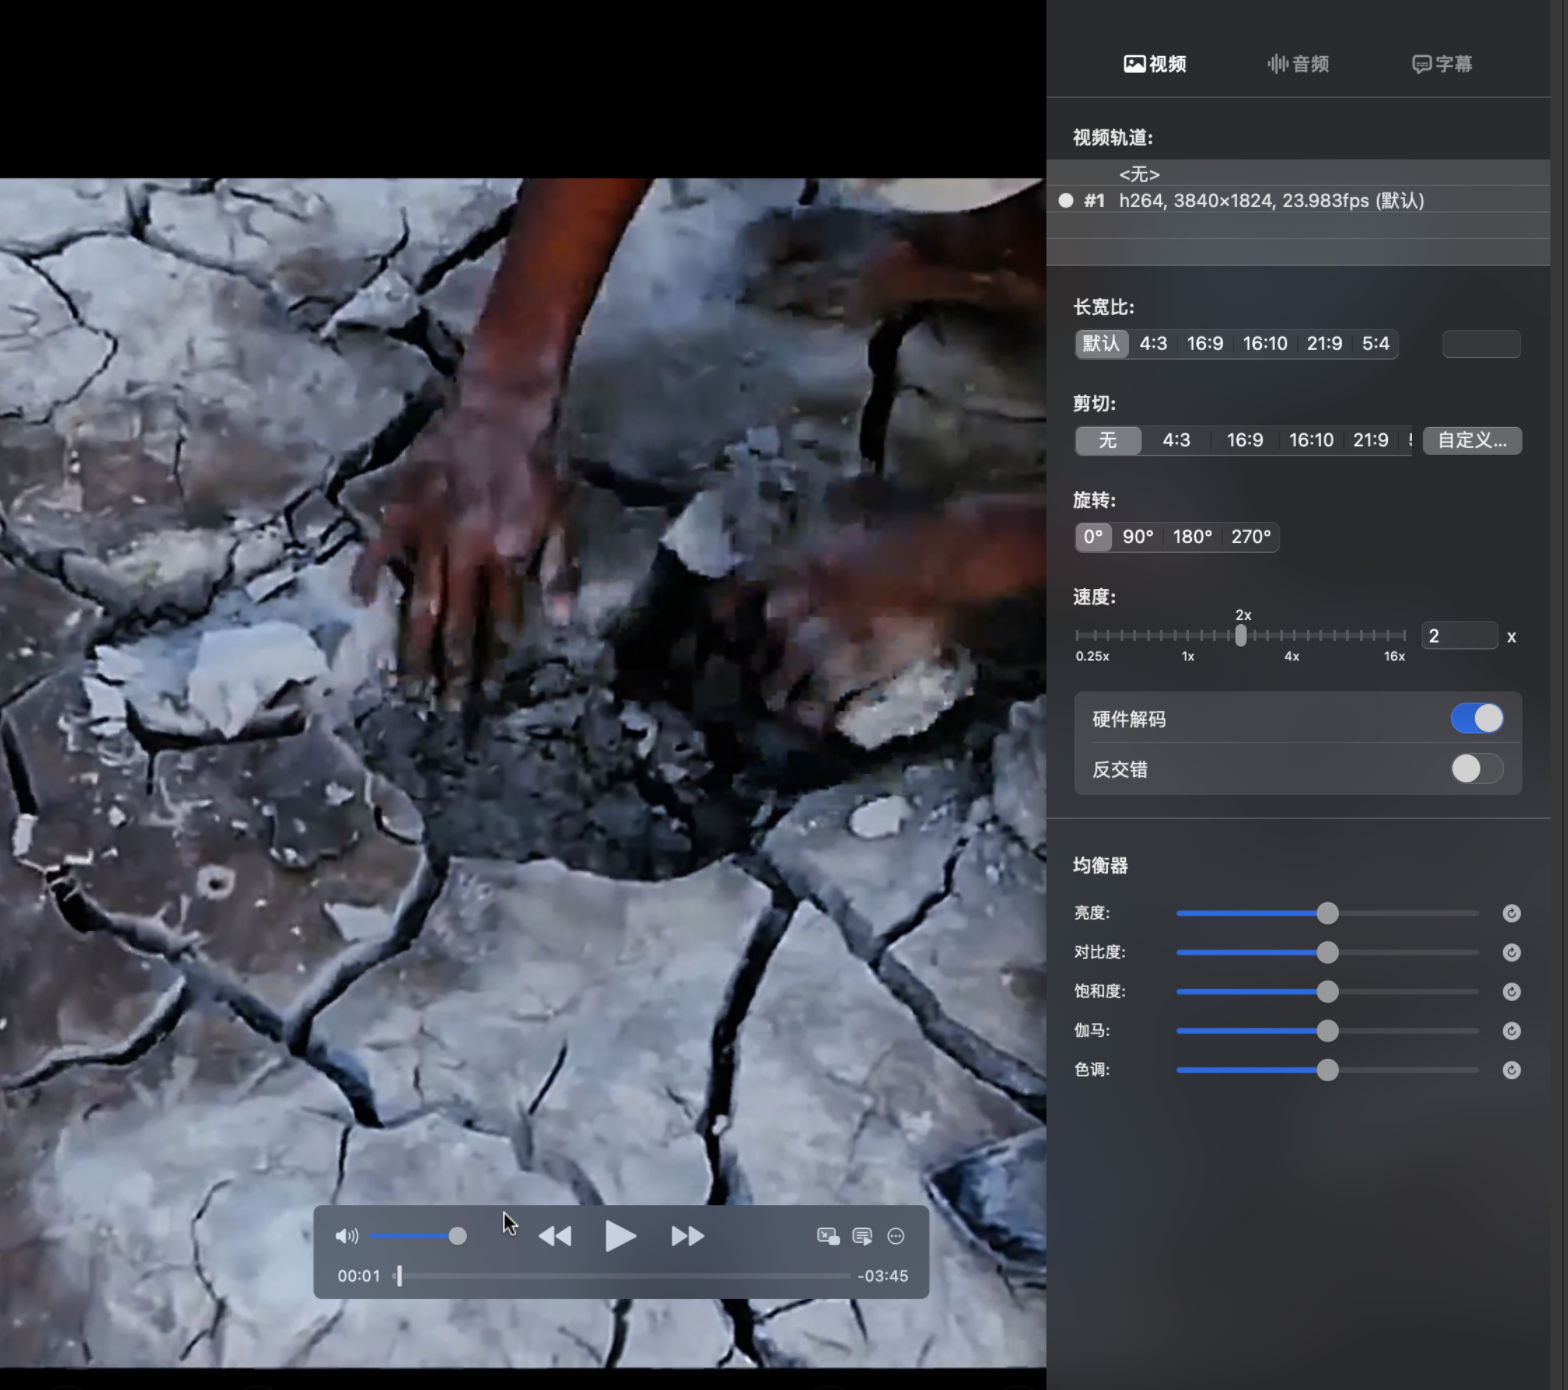 视频 音频 字幕
视频轨道:
<无>
#1 h264, 3840×1824, 23.983fps (默认)
长宽比:
默认 4:3 16:9 16:10 21:9 5:4
剪切:
无 4:3 16:9 16:10 21:9 自定义...
旋转:
0° 90° 180° 270°
速度:
2x
2 x
0.25x 1x 4x 16x
硬件解码
反交错
均衡器
亮度:
对比度:
饱和度:
伽马:
色调:
00:01 -03:45